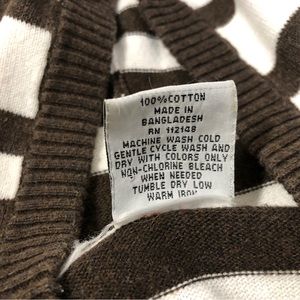 100% COTTON
MADE IN
BANGLADESH
RN 112148
MACHINE WASH COLD
GENTLE CYCLE WASH AND
DRY WITH COLORS ONLY
NON-CHLORINE BLEACH
WHEN NEEDED
TUMBLE DRY LOW
WARM IRON